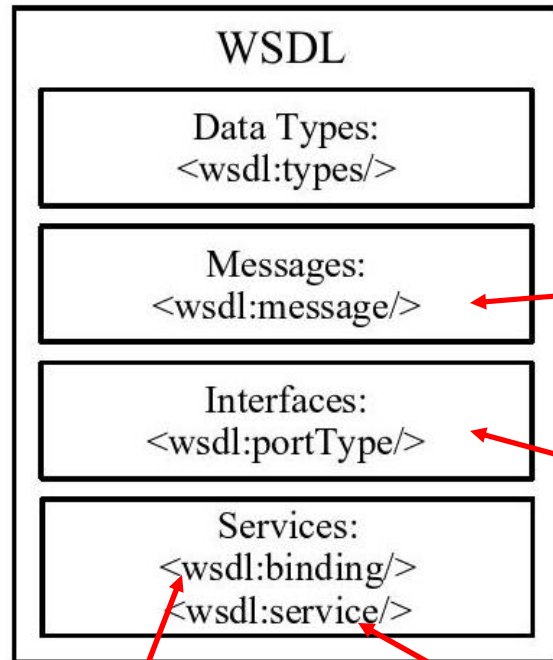 WSDL
Data Types:
<wsdl:types/>
Messages:
<wsdl:message/>
Interfaces:
<wsdl:portType/>
Services:
<wsdl:binding/>
<wsdl:service/>